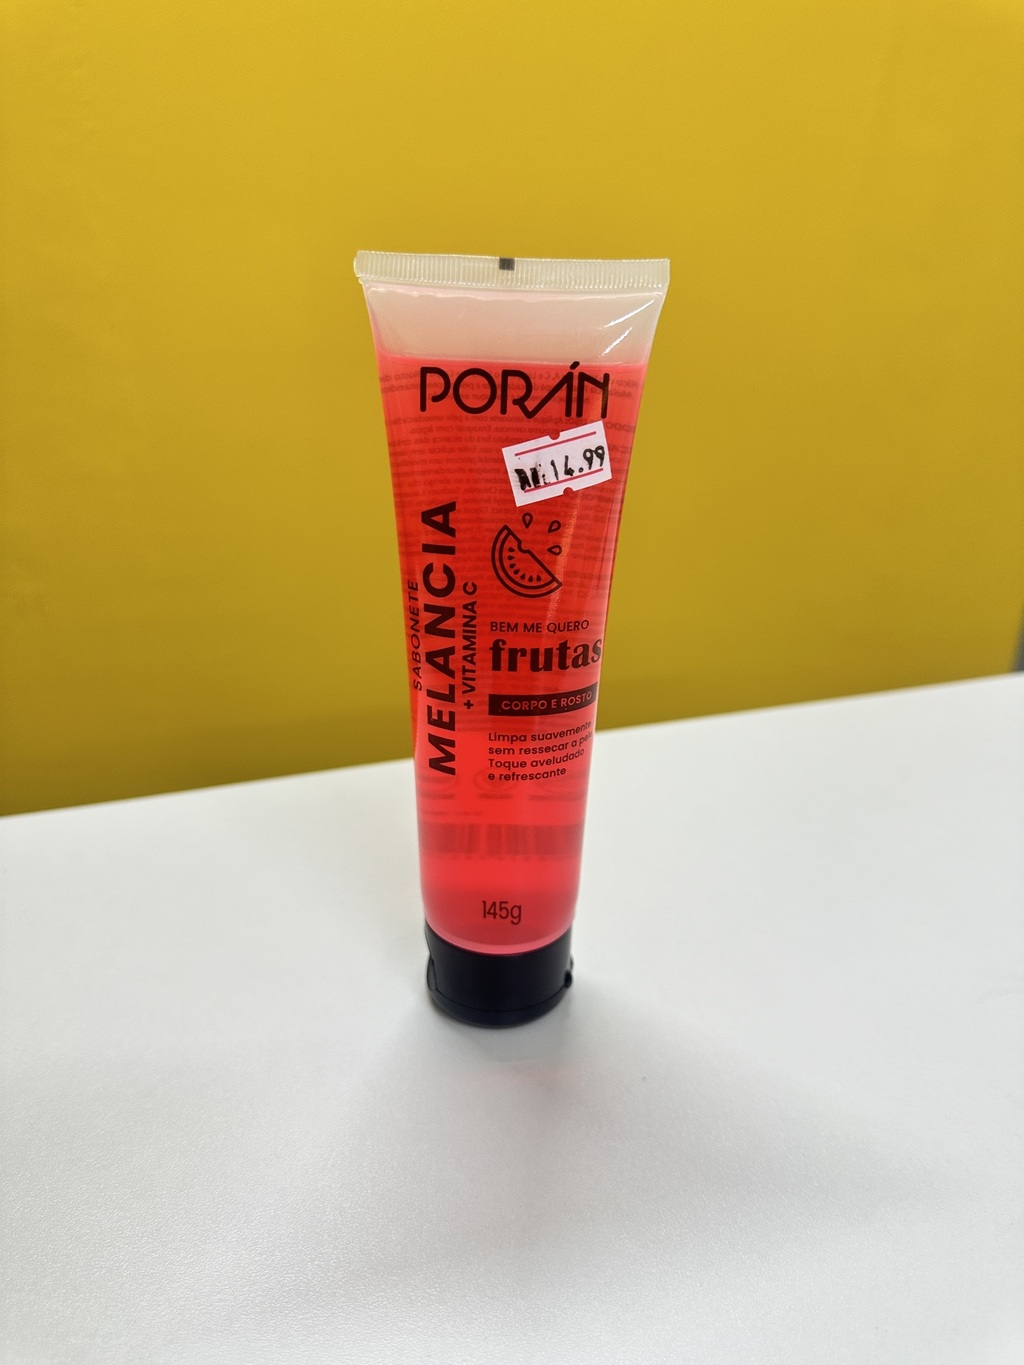 PORÁN
R$:14.99
SABONETE
MELANCIA
+ VITAMINA C
BEM ME QUERO
frutas
CORPO E ROSTO
Limpa suavemente
sem ressecar a pele
Toque aveludado
e refrescante
145g